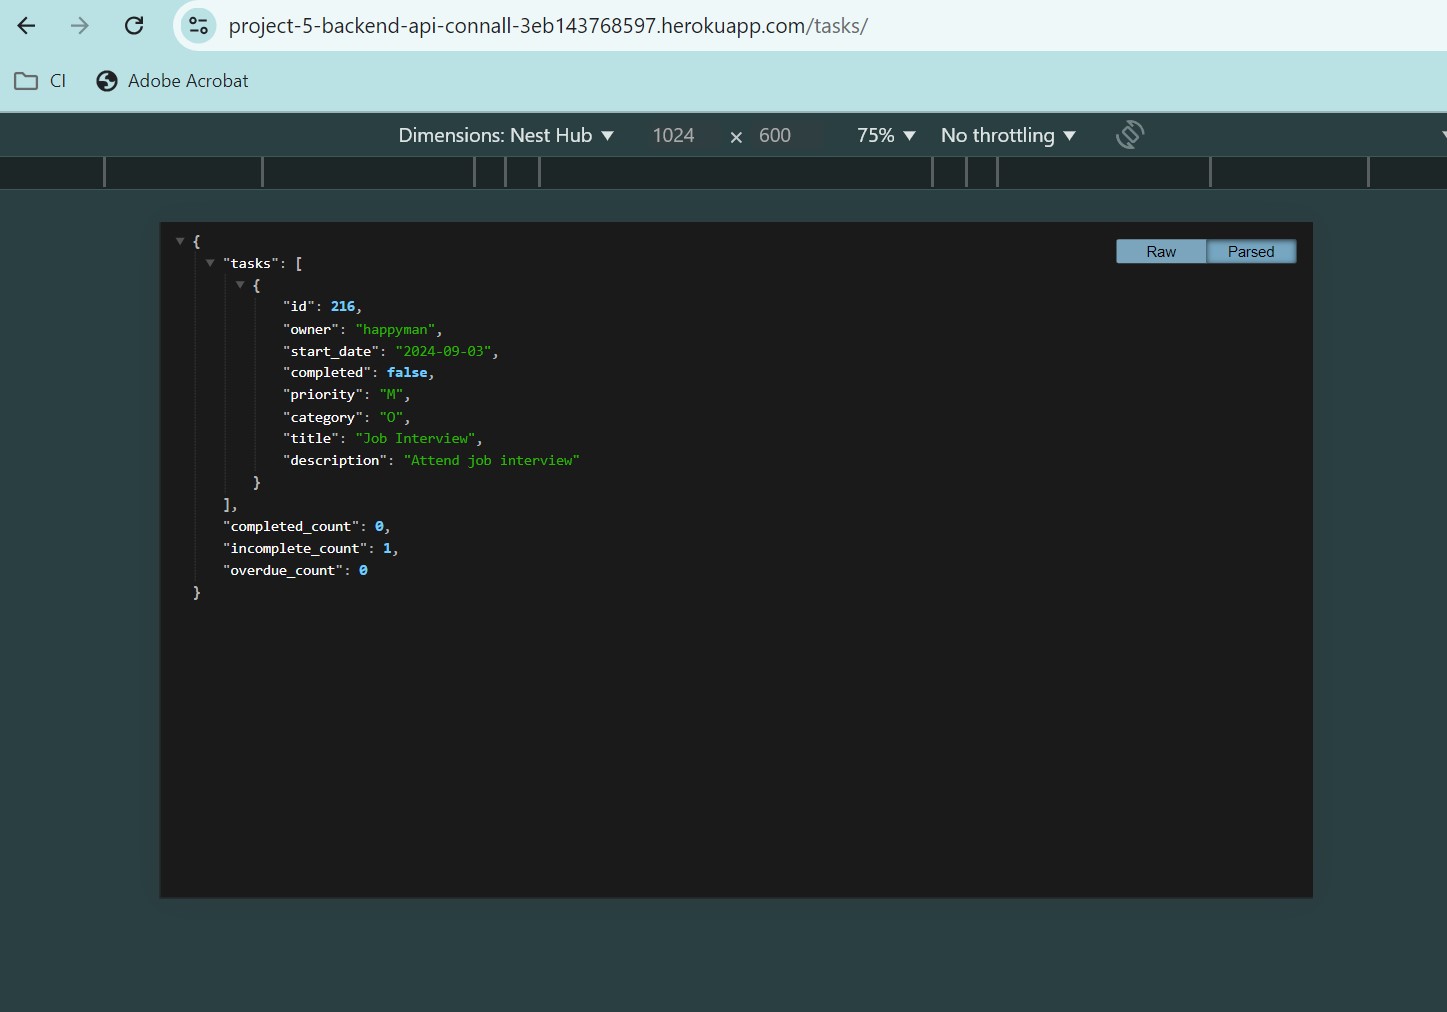 project-5-backend-api-connall-3eb143768597.herokuapp.com/tasks/
CI Adobe Acrobat
Dimensions: Nest Hub 1024 × 600 75% No throttling
Raw Parsed
{
"tasks": [
{
"id": 216,
"owner": "happyman",
"start_date": "2024-09-03",
"completed": false,
"priority": "M",
"category": "O",
"title": "Job Interview",
"description": "Attend job interview"
}
],
"completed_count": 0,
"incomplete_count": 1,
"overdue_count": 0
}